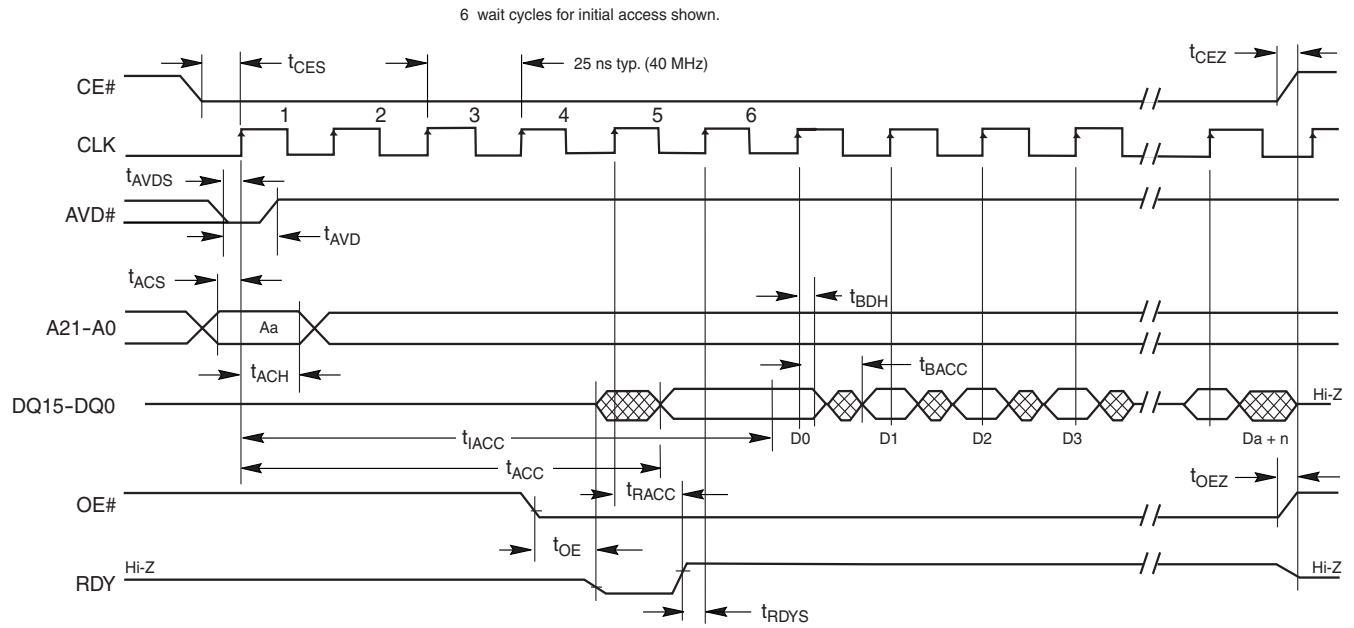 6 wait cycles for initial access shown.
tCES
25 ns typ. (40 MHz)
tCEZ
CE#
1 2 3 4 5 6
CLK
tAVDS
AVD#
tAVD
tACS
tBDH
A21-A0
Aa
tACH
tBACC
DQ15-DQ0
Hi-Z
D0 D1 D2 D3 Da + n
tIACC
tACC
tOEZ
tRACC
OE#
tOE
Hi-Z
Hi-Z
RDY
tRDYS